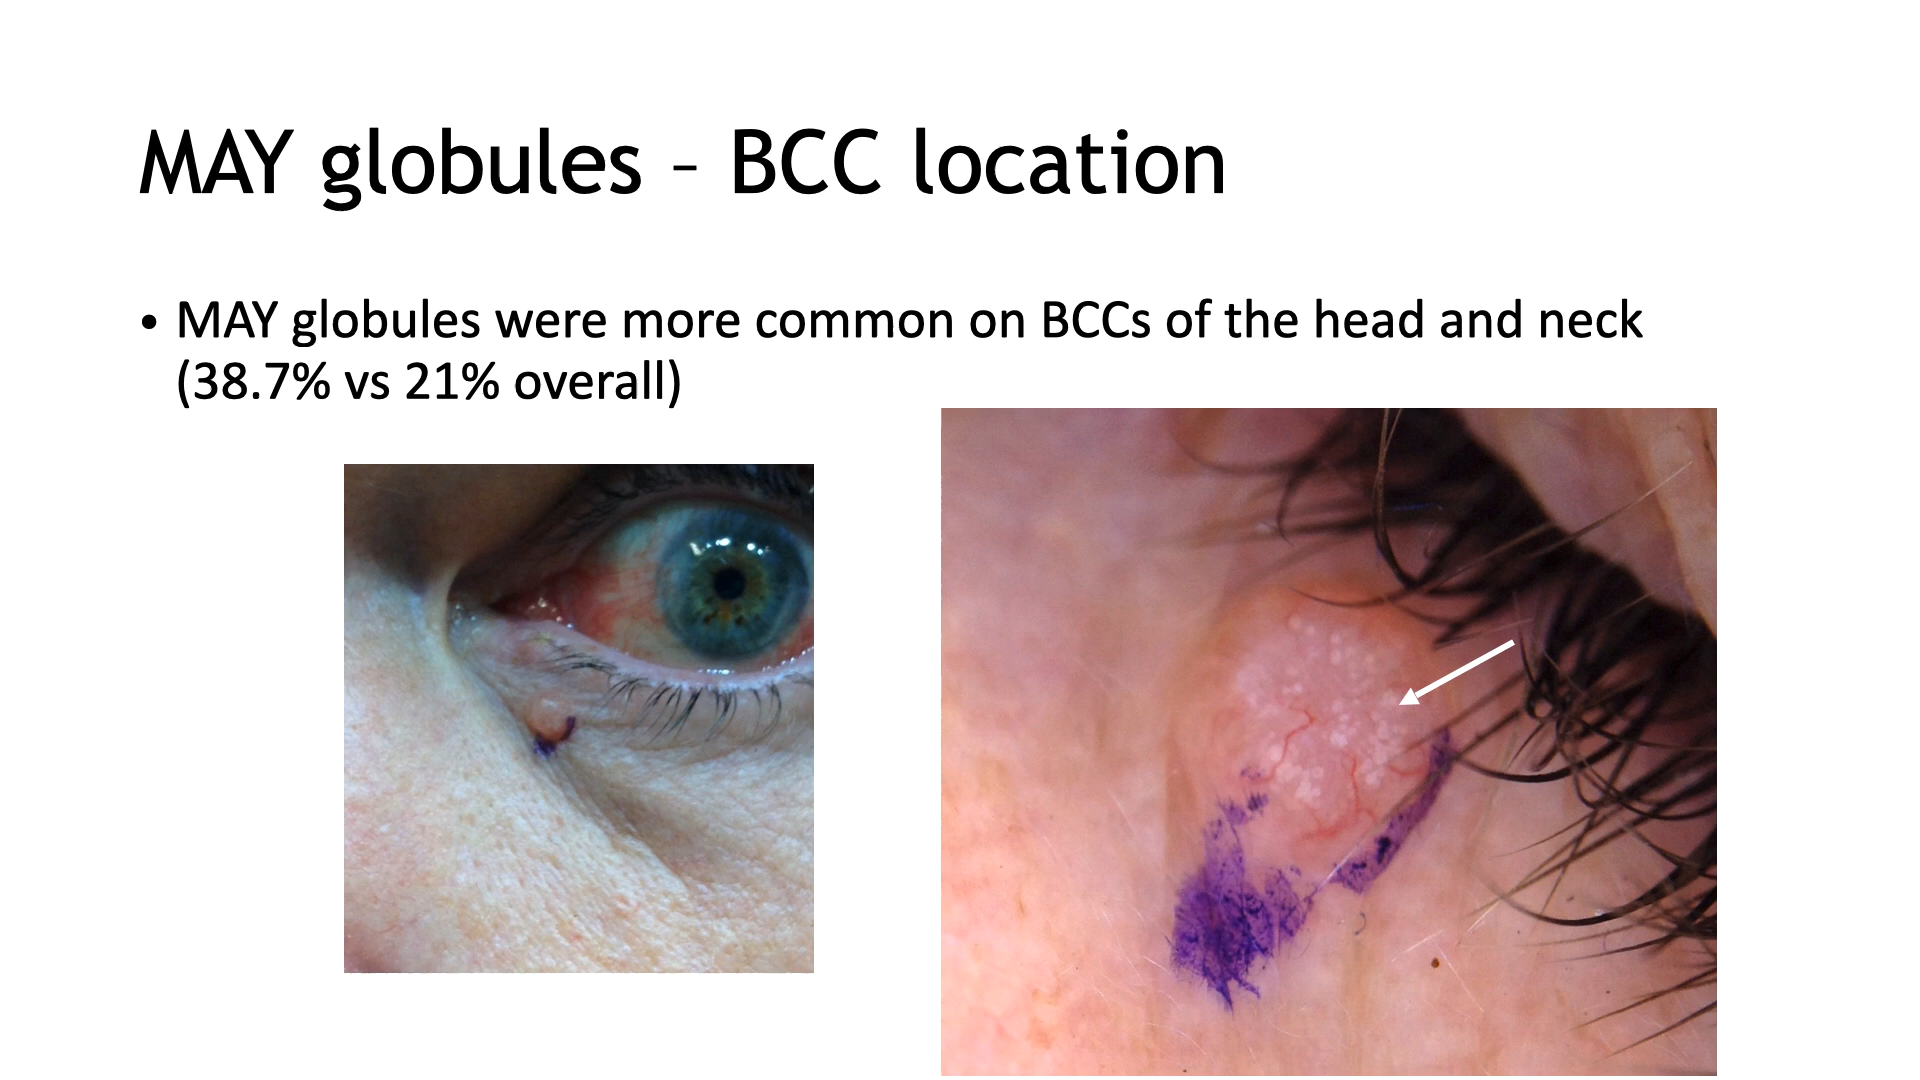 MAY globules – BCC location
• MAY globules were more common on BCCs of the head and neck
(38.7% vs 21% overall)